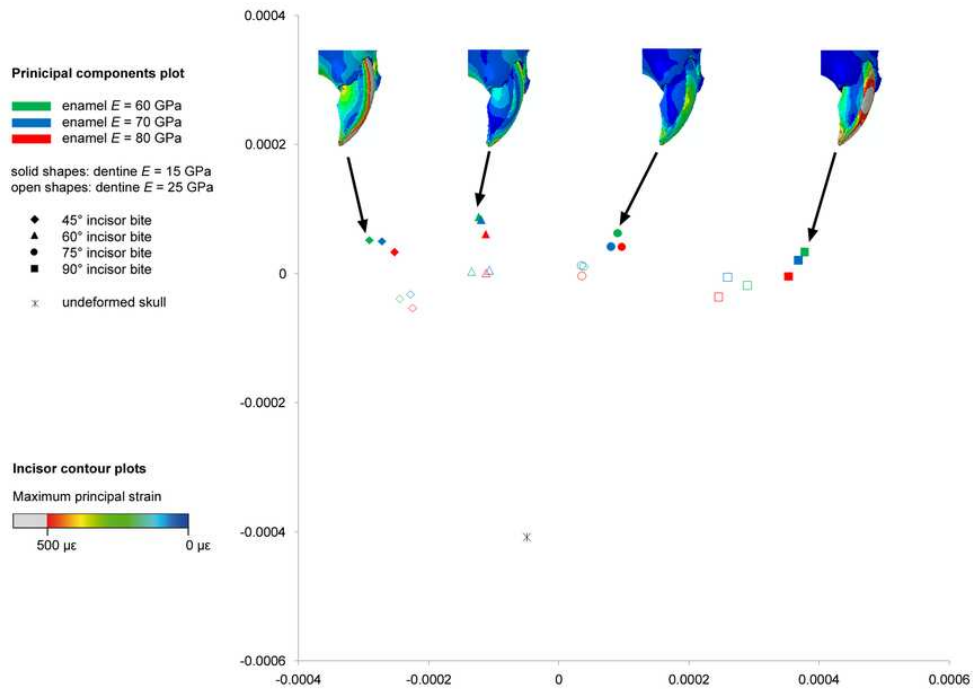 Prinicipal components plot
enamel E = 60 GPa
enamel E = 70 GPa
enamel E = 80 GPa
solid shapes: dentine E = 15 GPa
open shapes: dentine E = 25 GPa
45° incisor bite
60° incisor bite
75° incisor bite
90° incisor bite
undeformed skull
Incisor contour plots
Maximum principal strain
500 µε 0 µε
0.0004
0.0002
0
-0.0002
-0.0004
-0.0006
-0.0004 -0.0002 0 0.0002 0.0004 0.0006